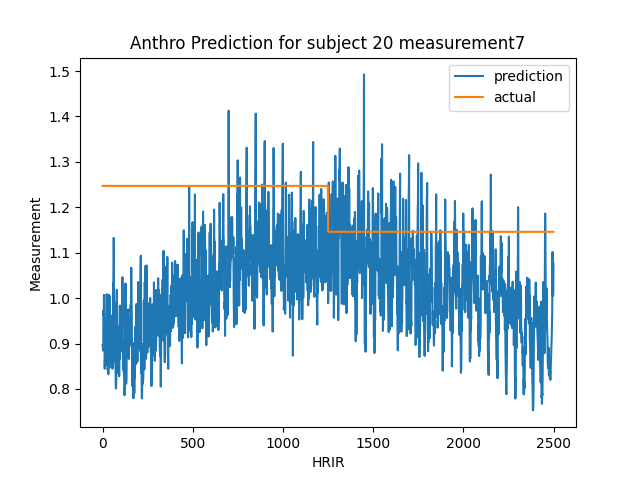 Anthro Prediction for subject 20 measurement7
prediction
actual
Measurement
1.5
1.4
1.3
1.2
1.1
1.0
0.9
0.8
0
500
1000
1500
2000
2500
HRIR